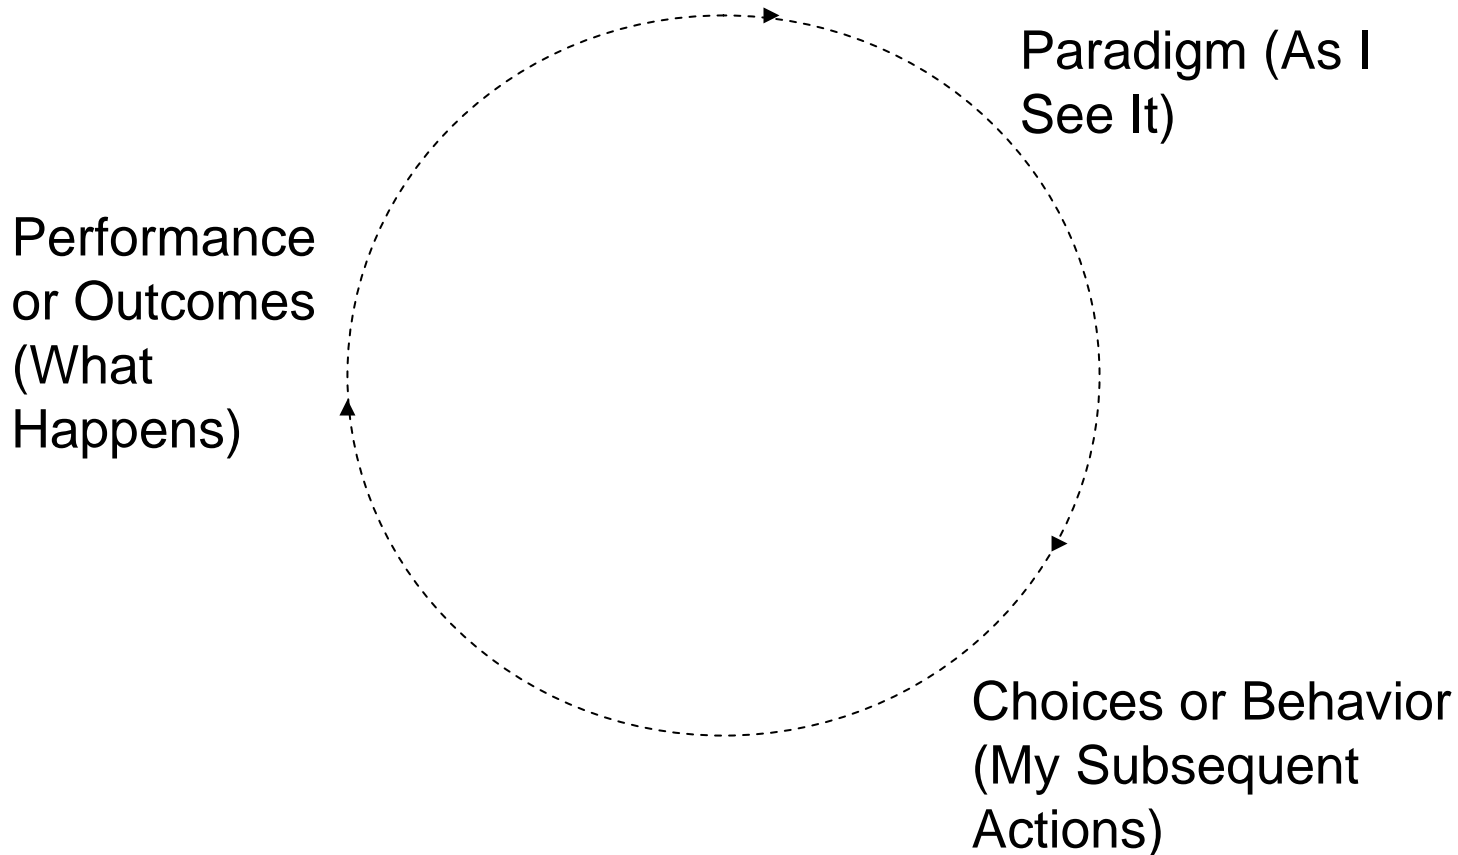 Paradigm (As I
See It)
Performance
or Outcomes
(What
Happens)
Choices or Behavior
(My Subsequent
Actions)